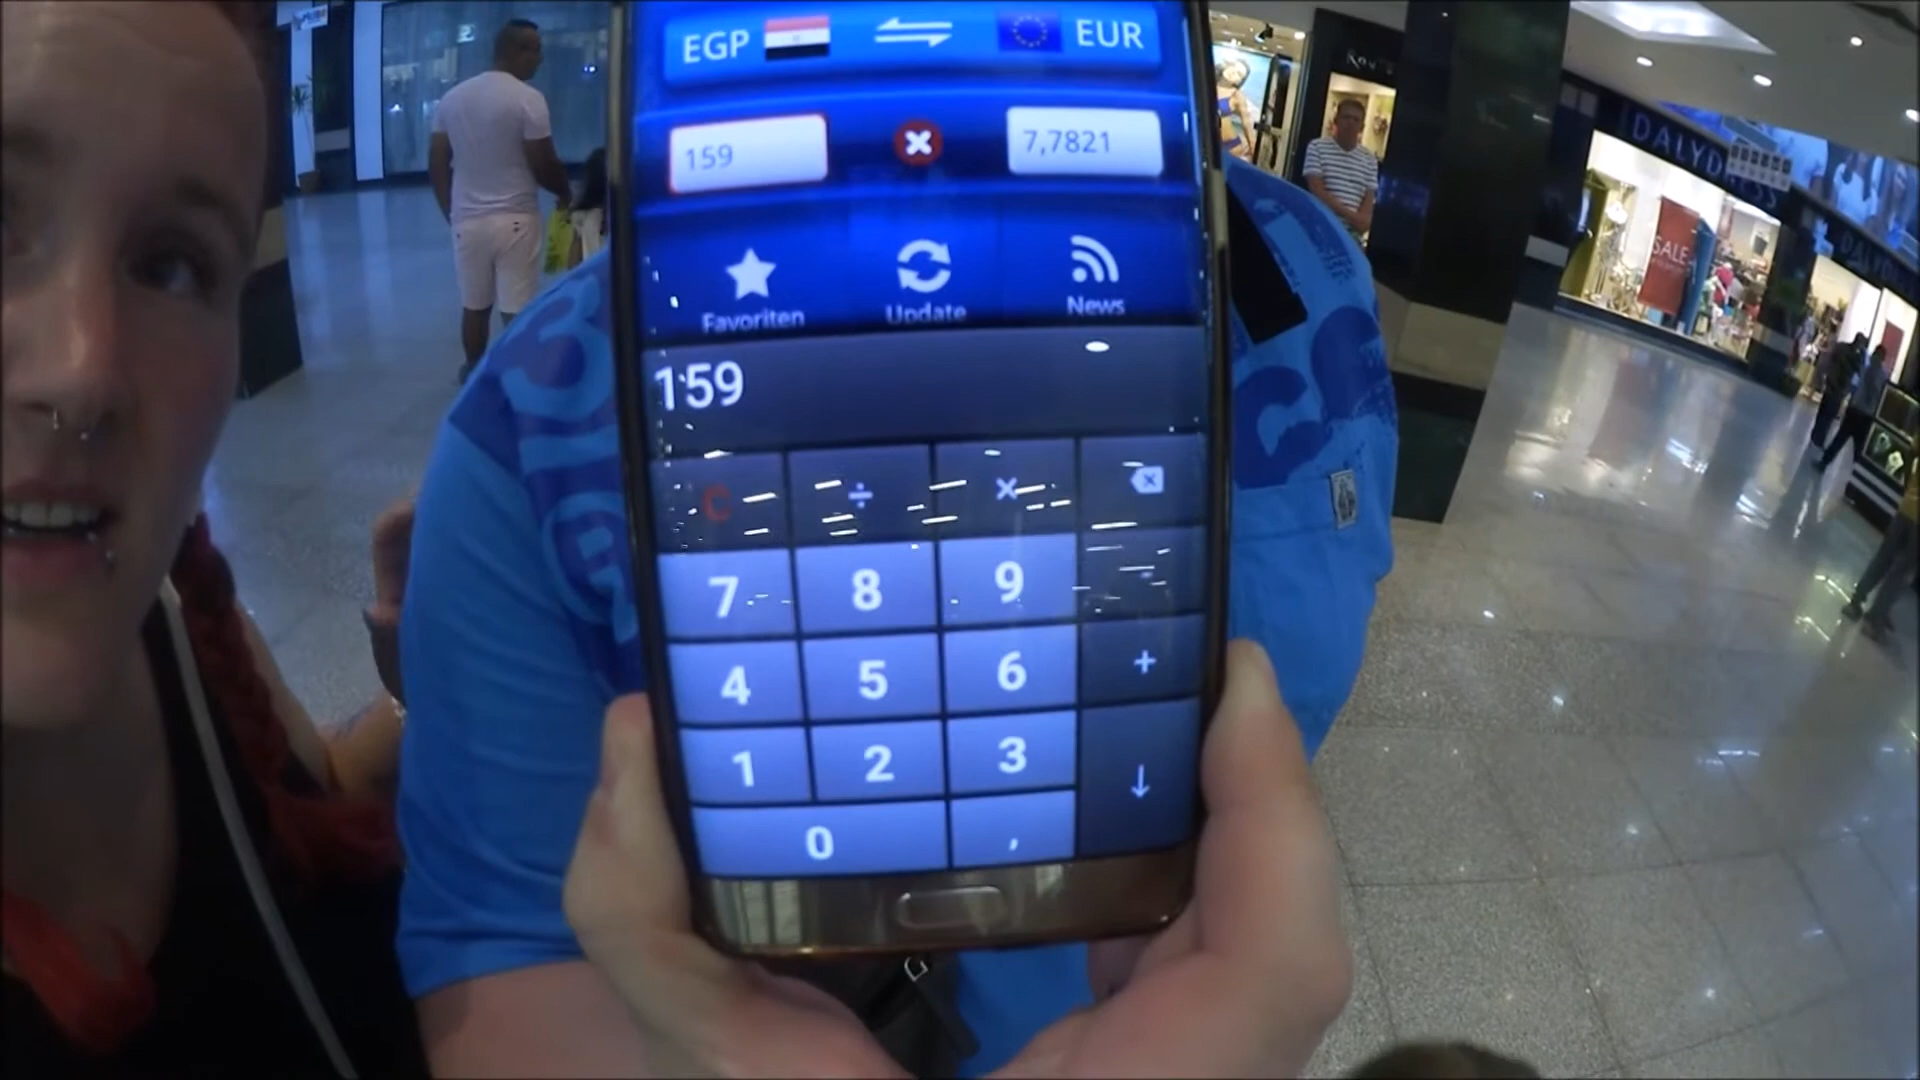 EGP EUR
159 7,7821
Favoriten Update News
159
C ÷ × 
7 8 9 -
4 5 6 +
1 2 3 ↓
0 ,
DALYDRESS
SALE